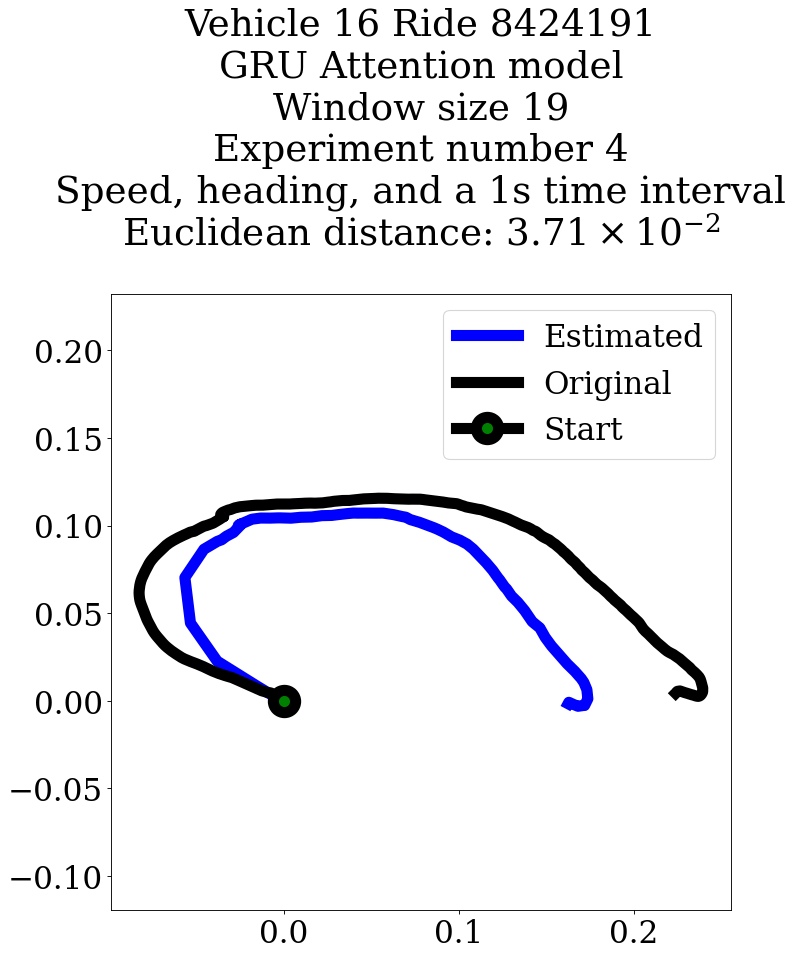 Vehicle 16 Ride 8424191
GRU Attention model
Window size 19
Experiment number 4
Speed, heading, and a 1s time interval
Euclidean distance: 3.71 × 10⁻²
Estimated
Original
Start
0.20
0.15
0.10
0.05
0.00
−0.05
−0.10
0.0 0.1 0.2